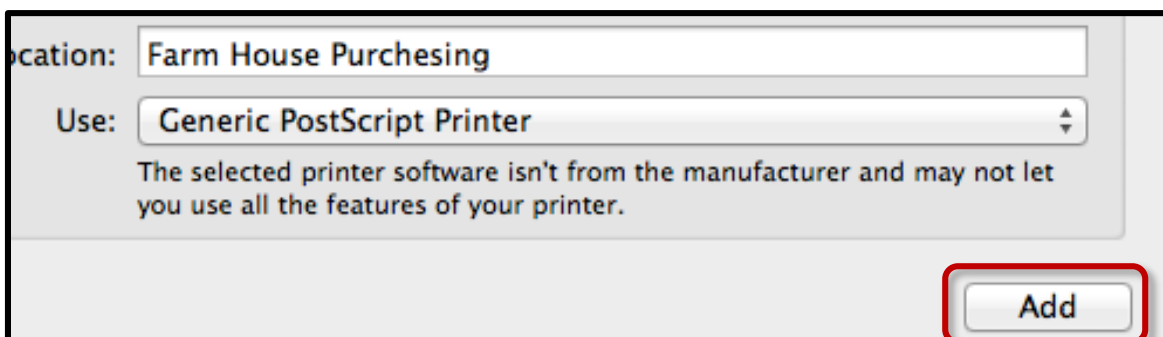 ocation: Farm House Purchesing
Use: Generic PostScript Printer
The selected printer software isn't from the manufacturer and may not let
you use all the features of your printer.
Add